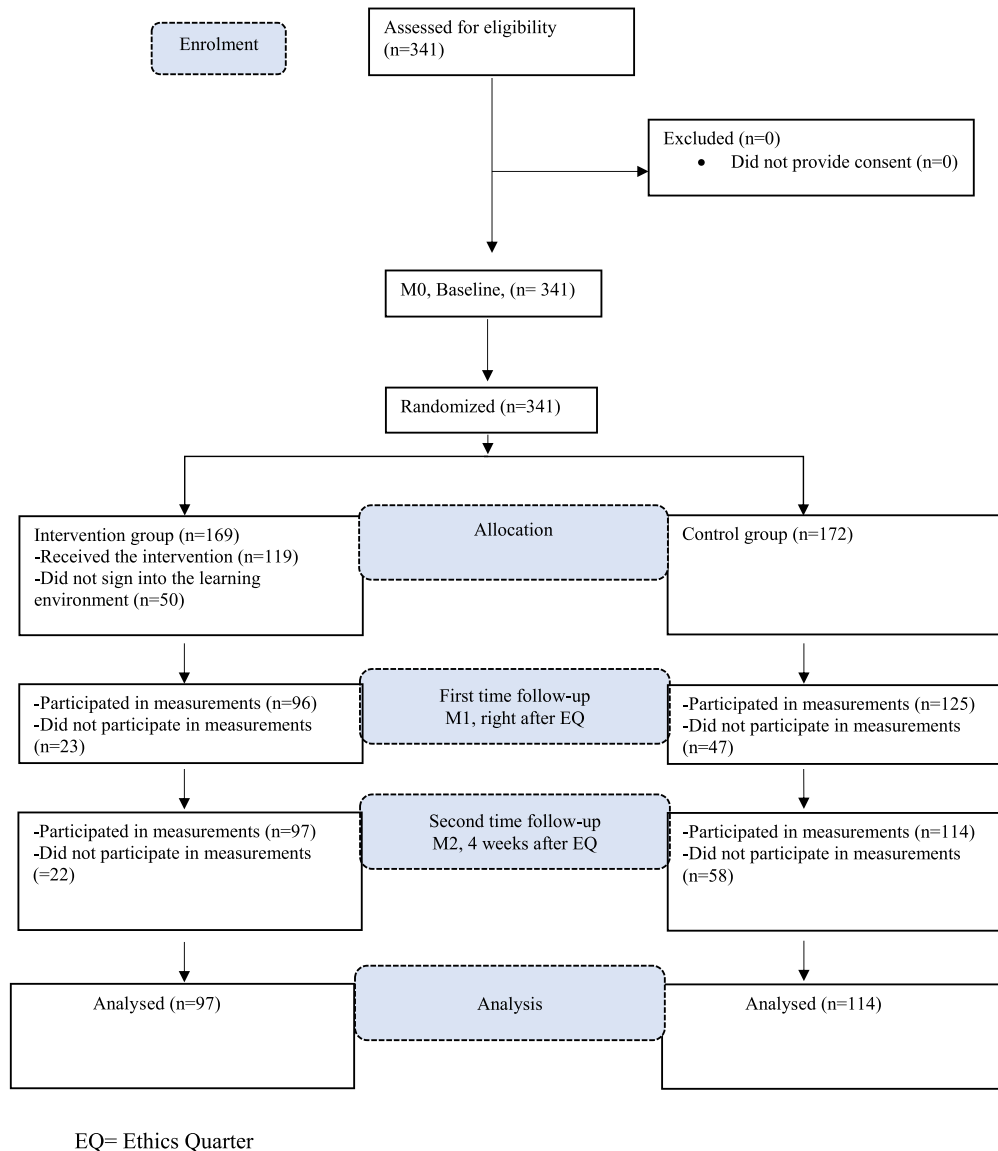 Enrolment
Assessed for eligibility
(n=341)
Excluded (n=0)
• Did not provide consent (n=0)
M0, Baseline, (n= 341)
Randomized (n=341)
Intervention group (n=169)
-Received the intervention (n=119)
-Did not sign into the learning
environment (n=50)
Allocation
Control group (n=172)
-Participated in measurements (n=96)
-Did not participate in measurements
(n=23)
First time follow-up
M1, right after EQ
-Participated in measurements (n=125)
-Did not participate in measurements
(n=47)
-Participated in measurements (n=97)
-Did not participate in measurements
(=22)
Second time follow-up
M2, 4 weeks after EQ
-Participated in measurements (n=114)
-Did not participate in measurements
(n=58)
Analysed (n=97)
Analysis
Analysed (n=114)
EQ= Ethics Quarter